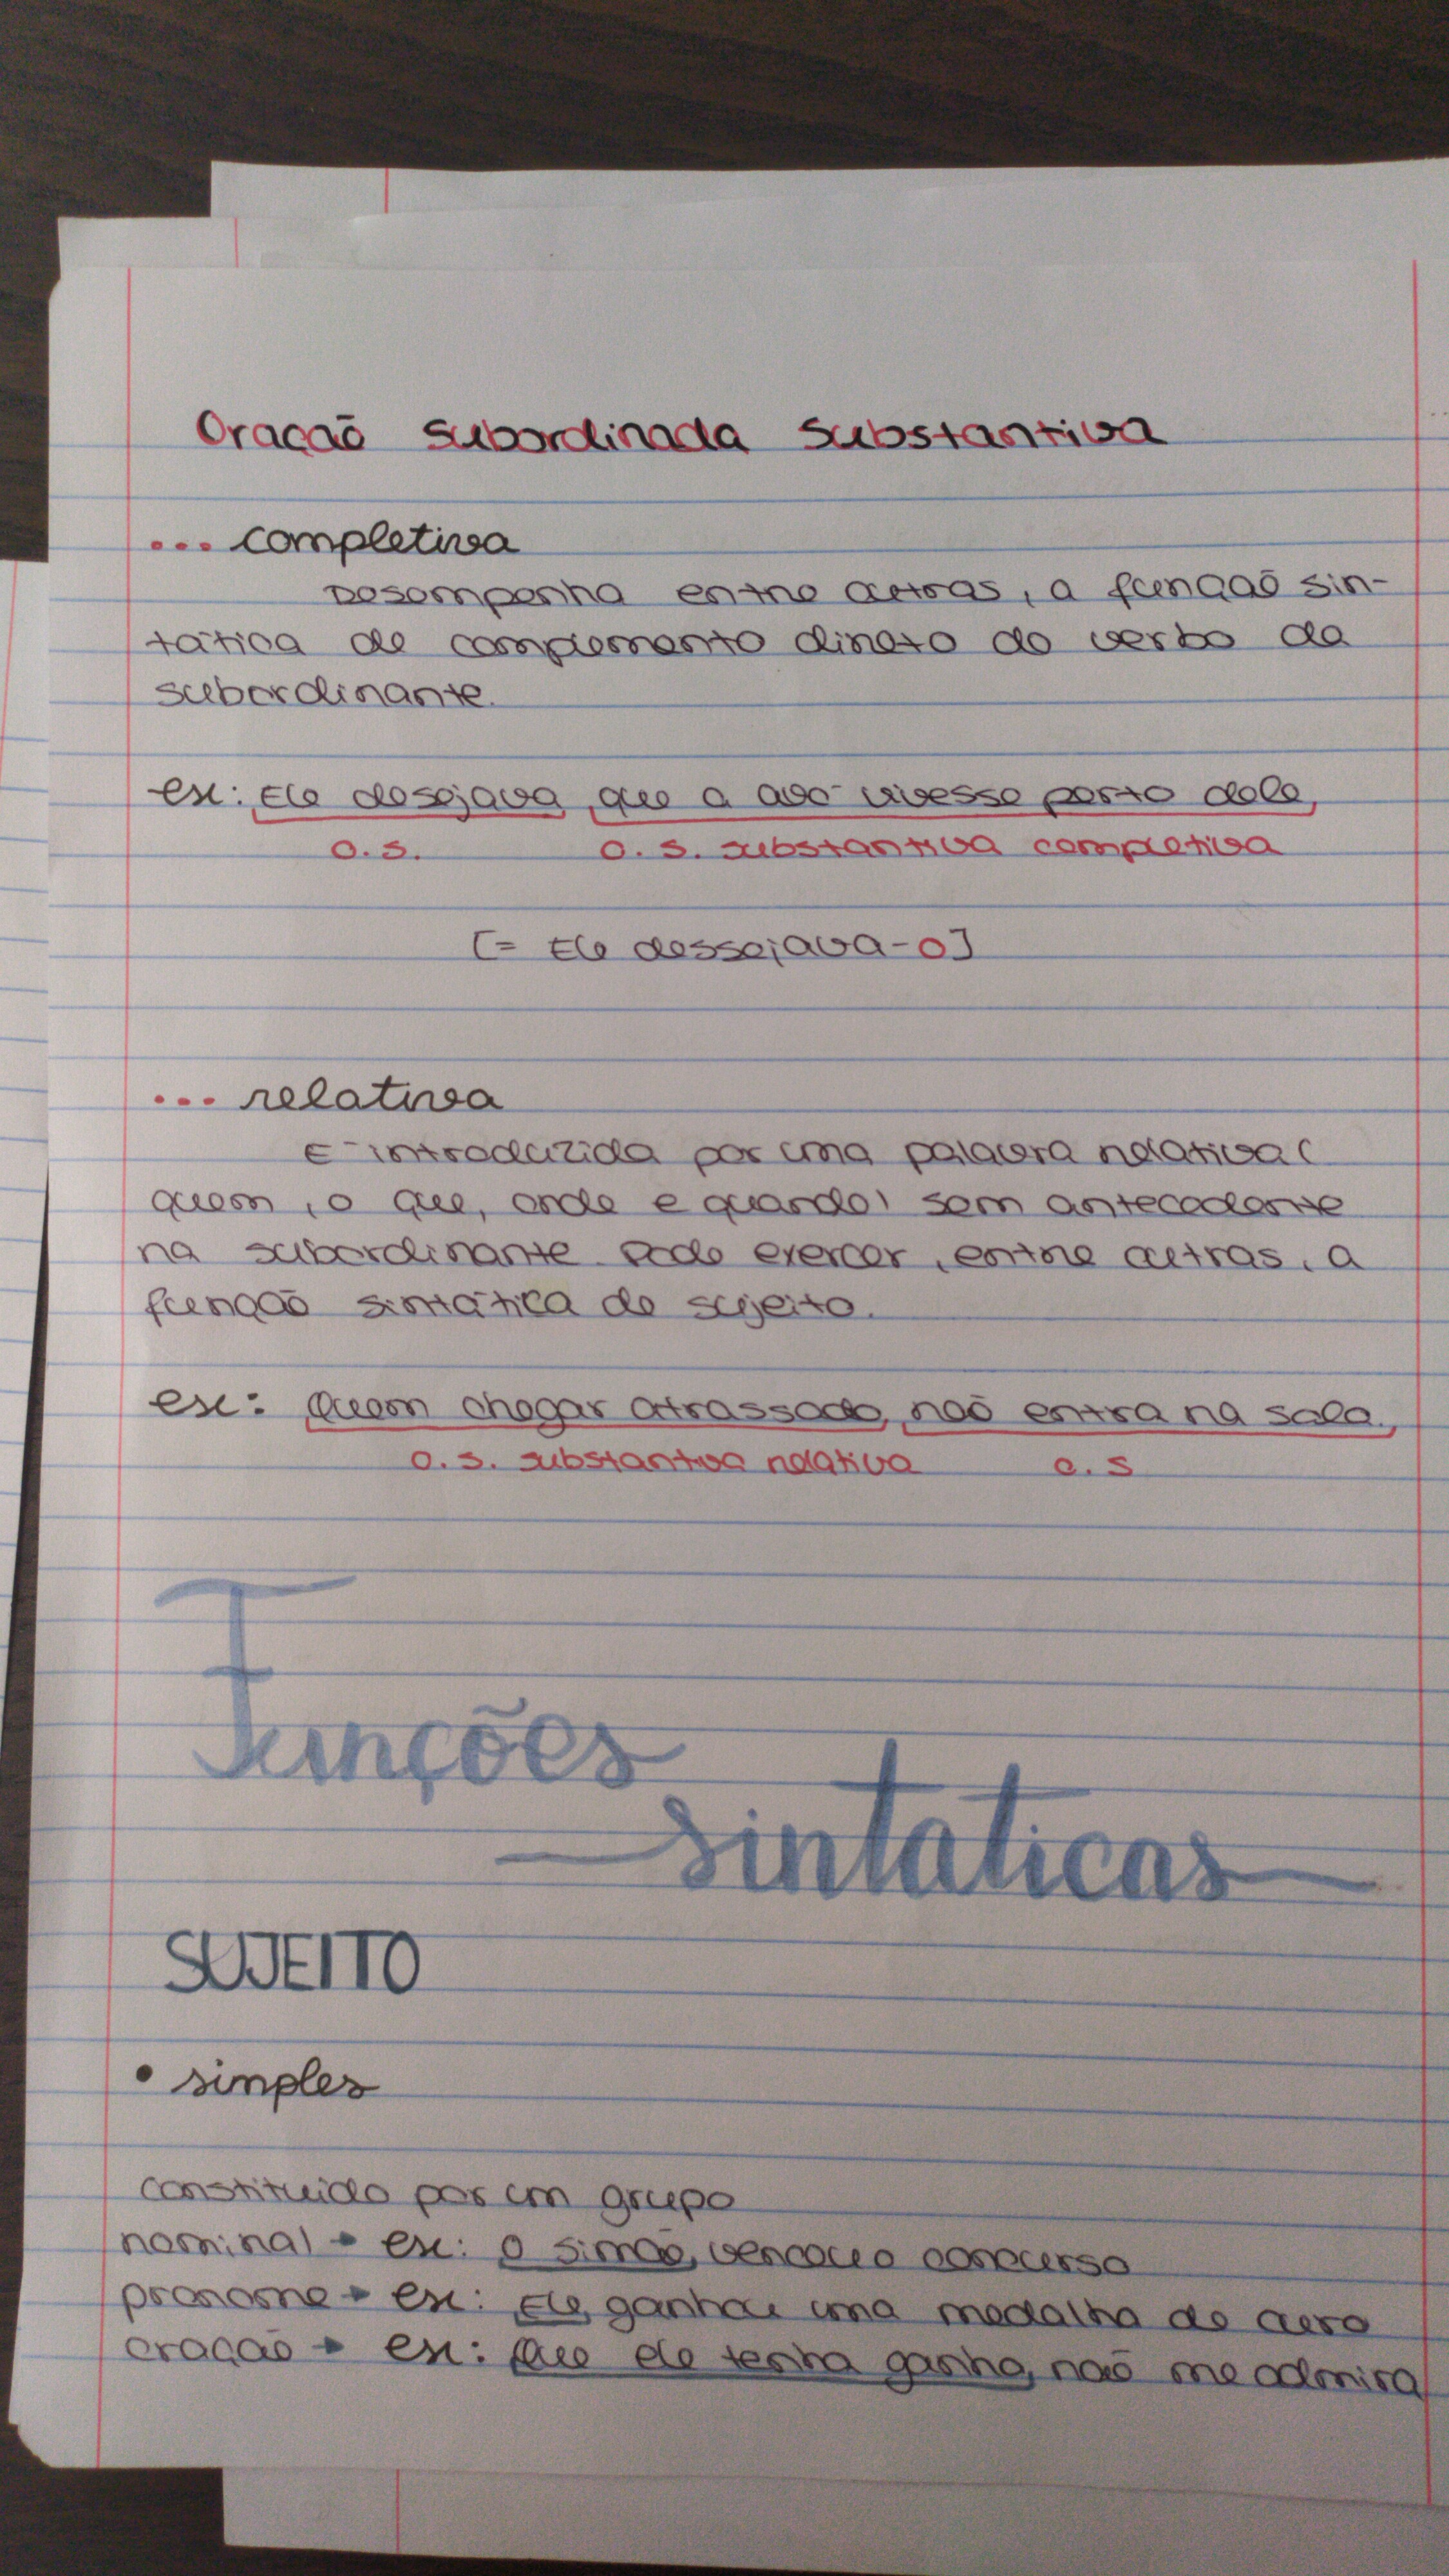 Oração subordinada substantiva
... completiva
Desempenha entre outras, a função sin-
tática de complemento direto do verbo da
subordinante.
ex: Ele desejava que a avó vivesse perto dele
O.S. O.S. substantiva completiva
[= Ele dessejava-o]
... relativa
É introduzida por uma palavra relativa (
quem, o que, onde e quando) sem antecedente
na subordinante. Pode exercer, entre outras, a
função sintática de sujeito.
ex: Quem chegar atrassado, não entra na sala.
O.S. substantiva relativa O.S
Funções
sintaticas
SUJEITO
• simples
constituído por um grupo
nominal → ex: O Simão, venceu o concurso
pronome → ex: Ele ganhou uma medalha de ouro
oração → ex: Que ele tenha ganho, não me admira